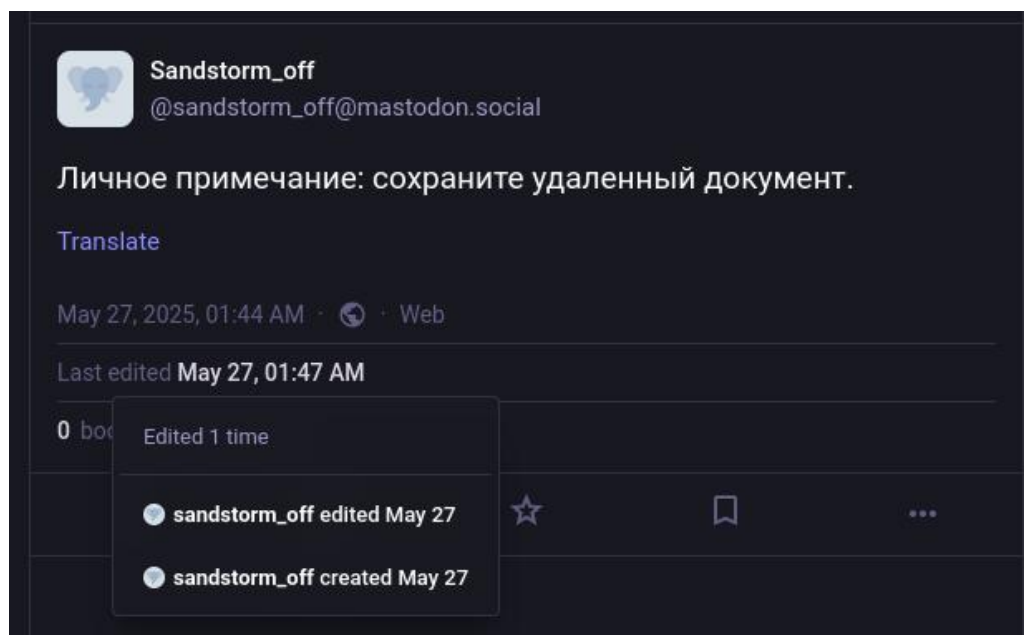 Sandstorm_off
@sandstorm_off@mastodon.social
Личное примечание: сохраните удаленный документ.
Translate
May 27, 2025, 01:44 AM · · Web
Last edited May 27, 01:47 AM
0
Edited 1 time
sandstorm_off edited May 27
sandstorm_off created May 27